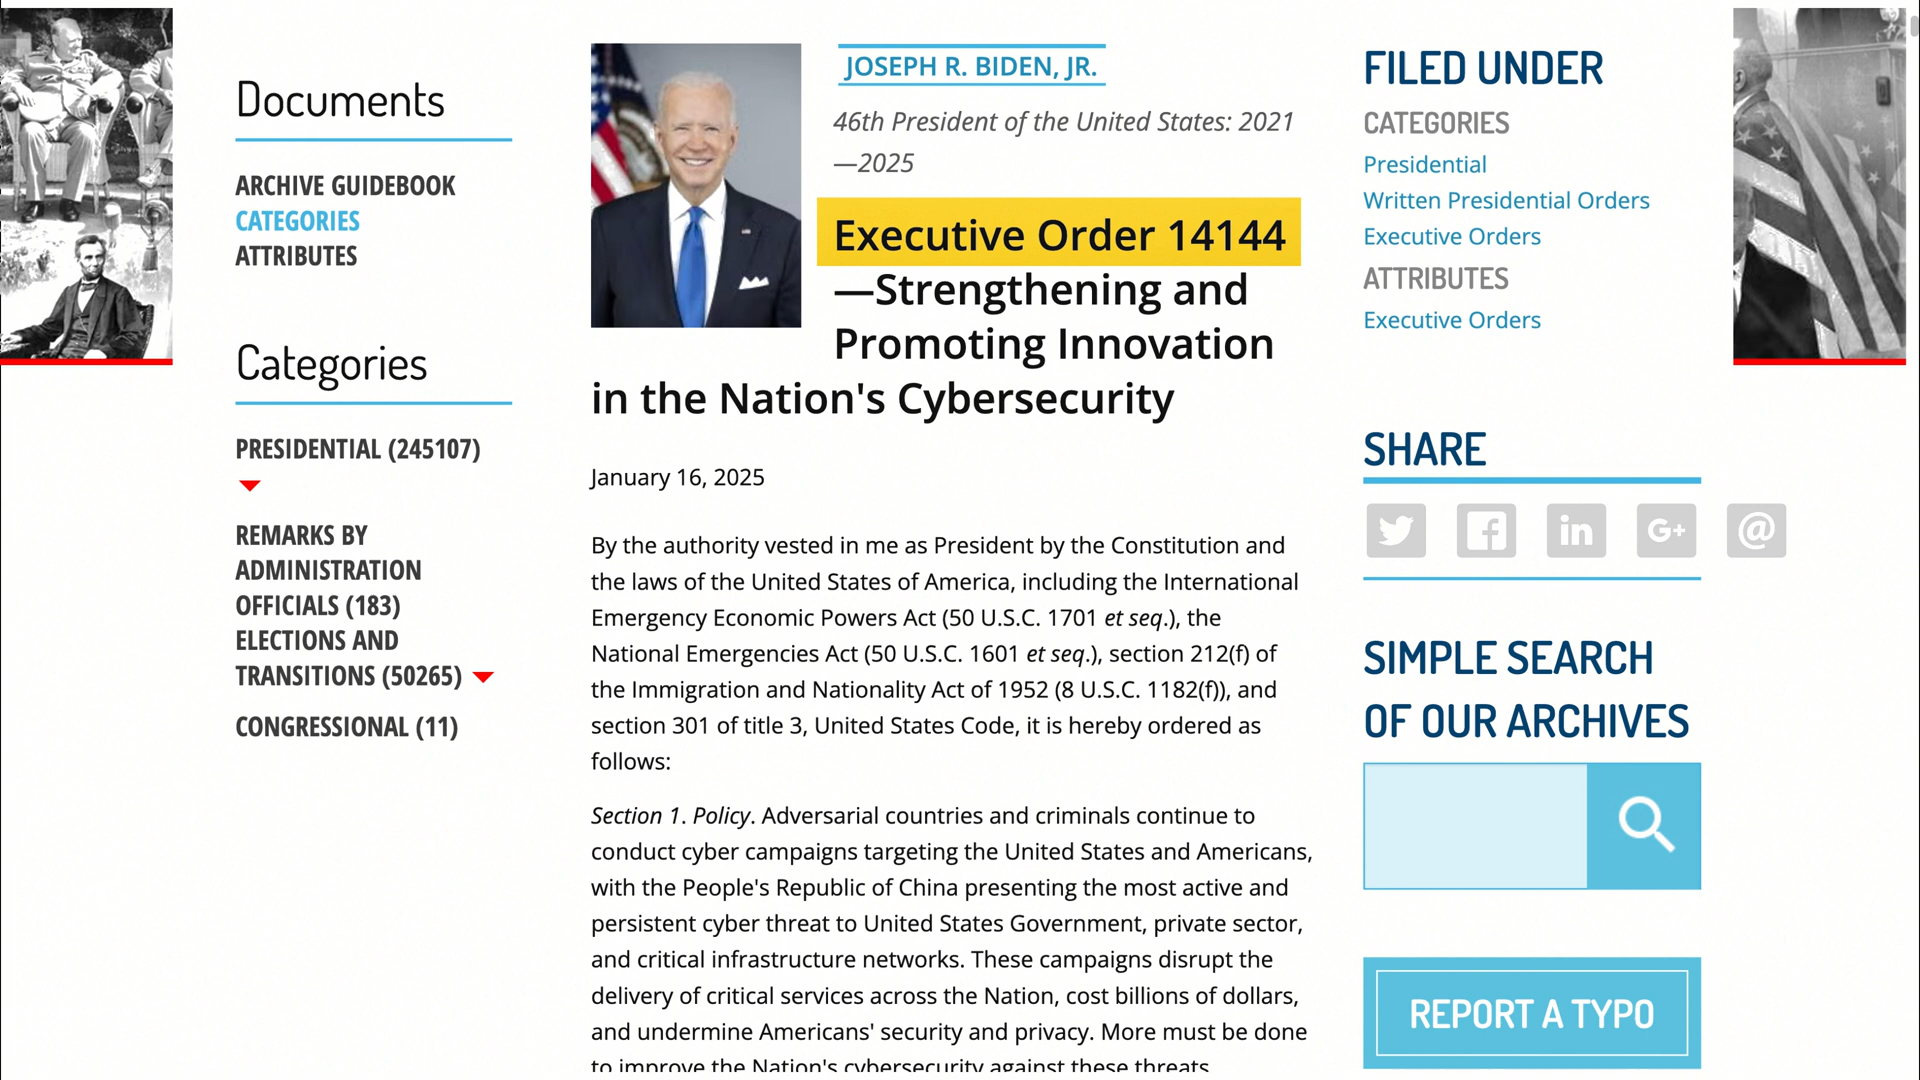 Documents
ARCHIVE GUIDEBOOK
CATEGORIES
ATTRIBUTES
Categories
PRESIDENTIAL (245107)
REMARKS BY
ADMINISTRATION
OFFICIALS (183)
ELECTIONS AND
TRANSITIONS (50265)
CONGRESSIONAL (11)
JOSEPH R. BIDEN, JR.
46th President of the United States: 2021
—2025
Executive Order 14144
—Strengthening and
Promoting Innovation
in the Nation's Cybersecurity
January 16, 2025
By the authority vested in me as President by the Constitution and
the laws of the United States of America, including the International
Emergency Economic Powers Act (50 U.S.C. 1701 et seq.), the
National Emergencies Act (50 U.S.C. 1601 et seq.), section 212(f) of
the Immigration and Nationality Act of 1952 (8 U.S.C. 1182(f)), and
section 301 of title 3, United States Code, it is hereby ordered as
follows:
Section 1. Policy. Adversarial countries and criminals continue to
conduct cyber campaigns targeting the United States and Americans,
with the People's Republic of China presenting the most active and
persistent cyber threat to United States Government, private sector,
and critical infrastructure networks. These campaigns disrupt the
delivery of critical services across the Nation, cost billions of dollars,
and undermine Americans' security and privacy. More must be done
to improve the Nation's cybersecurity against these threats.
FILED UNDER
CATEGORIES
Presidential
Written Presidential Orders
Executive Orders
ATTRIBUTES
Executive Orders
SHARE
in
G+
@
SIMPLE SEARCH
OF OUR ARCHIVES
REPORT A TYPO